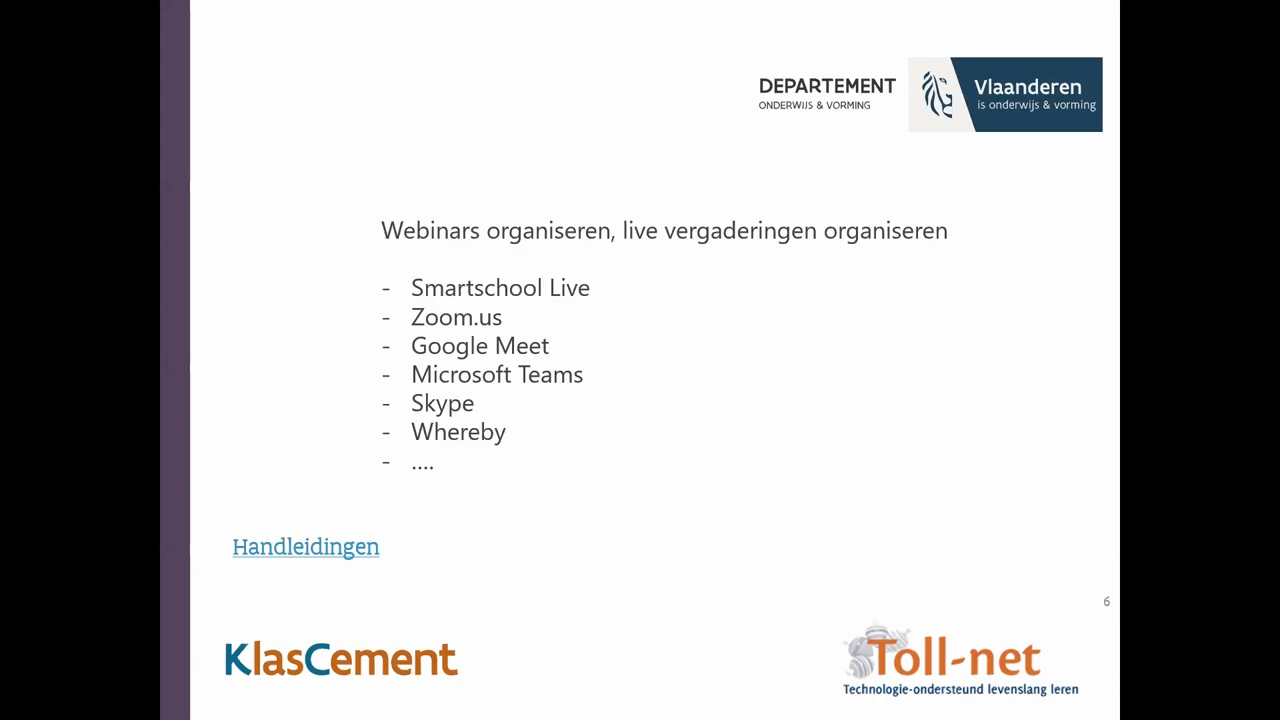 DEPARTEMENT
ONDERWIJS & VORMING
Vlaanderen
is onderwijs & vorming
Webinars organiseren, live vergaderingen organiseren
- Smartschool Live
- Zoom.us
- Google Meet
- Microsoft Teams
- Skype
- Whereby
- ....
Handleidingen
6
KlasCement
Toll-net
Technologie-ondersteund levenslang leren